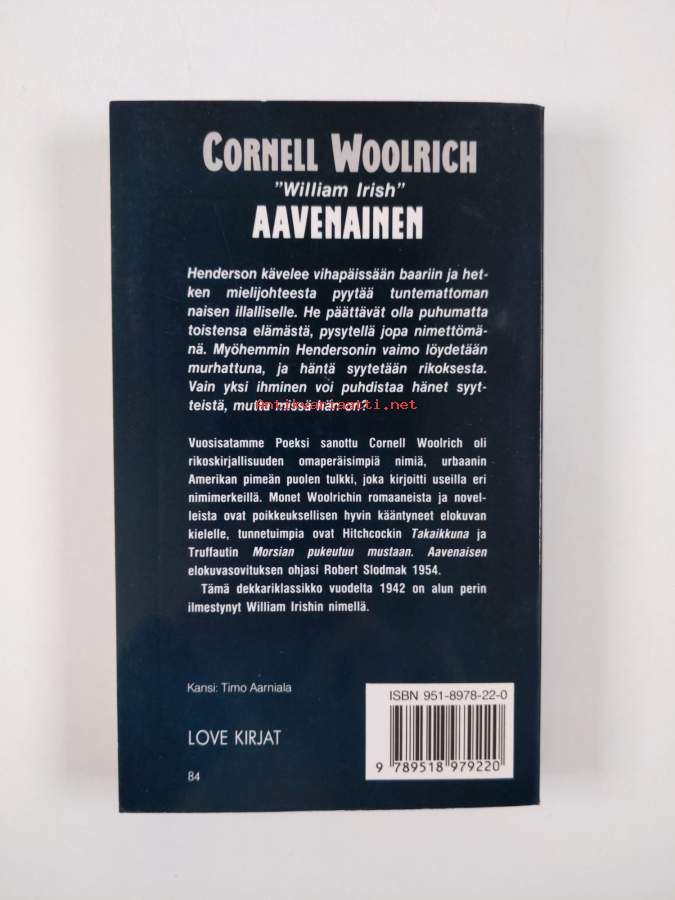 CORNELL WOOLRICH
"William Irish"
AAVENAINEN
Henderson kävelee vihapäissään baariin ja het-
ken mielijohteesta pyytää tuntemattoman
naisen illalliselle. He päättävät olla puhumatta
toistensa elämästä, pysytellä jopa nimettömä-
nä. Myöhemmin Hendersonin vaimo löydetään
murhattuna, ja häntä syytetään rikoksesta.
Vain yksi ihminen voi puhdistaa hänet syyt-
teistä, mutta missä hän on?
Antikvariaatti.net
Vuosisatamme Poeksi sanottu Cornell Woolrich oli
rikoskirjallisuuden omaperäisimpiä nimiä, urbaanin
Amerikan pimeän puolen tulkki, joka kirjoitti useilla eri
nimimerkeillä. Monet Woolrichin romaaneista ja novel-
leista ovat poikkeuksellisen hyvin kääntyneet elokuvan
kielelle, tunnetuimpia ovat Hitchcockin Takaikkuna ja
Truffautin Morsian pukeutuu mustaan. Aavenaisen
elokuvasovituksen ohjasi Robert Slodmak 1954.
Tämä dekkariklassikko vuodelta 1942 on alun perin
ilmestynyt William Irishin nimellä.
Kansi: Timo Aarniala
ISBN 951-8978-22-0
LOVE KIRJAT
9 789518 979220
84